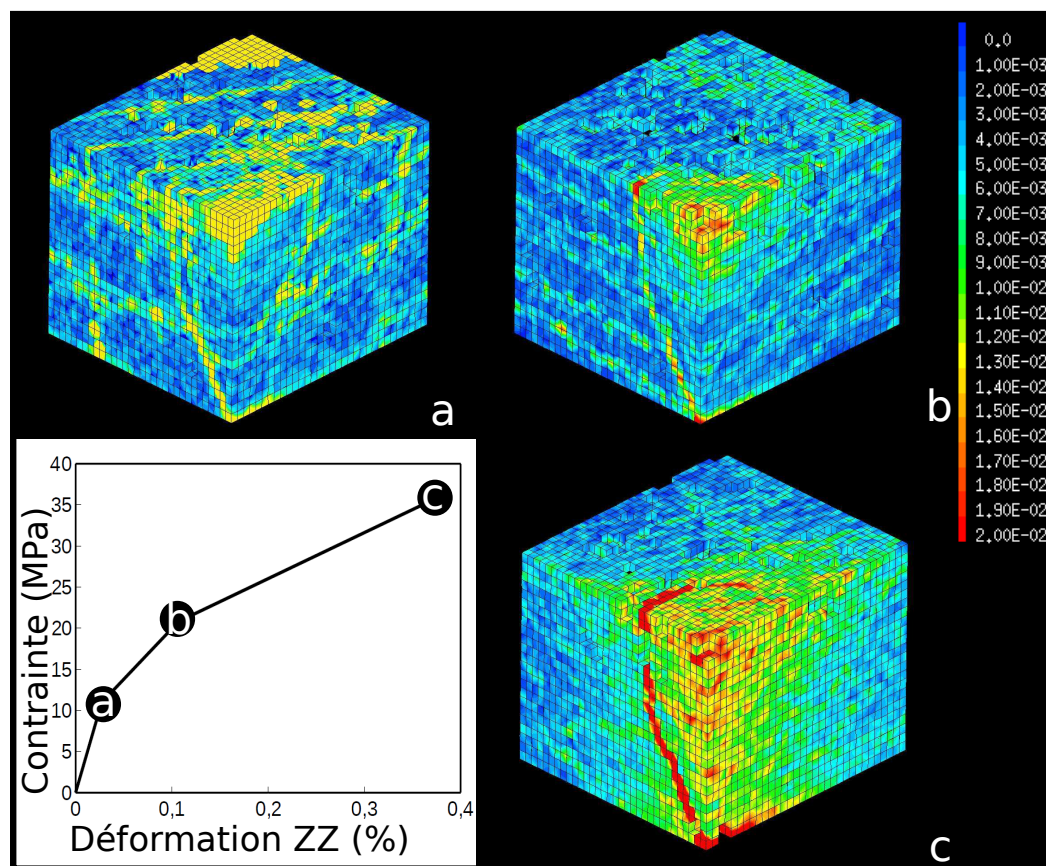 a
b
0.0
1.00E-03
2.00E-03
3.00E-03
4.00E-03
5.00E-03
6.00E-03
7.00E-03
8.00E-03
9.00E-03
1.00E-02
1.10E-02
1.20E-02
1.30E-02
1.40E-02
1.50E-02
1.60E-02
1.70E-02
1.80E-02
1.90E-02
2.00E-02
Contrainte (MPa)
40
35
30
25
20
15
10
5
0
a
b
c
0 0,1 0,2 0,3 0,4
Déformation ZZ (%)
c